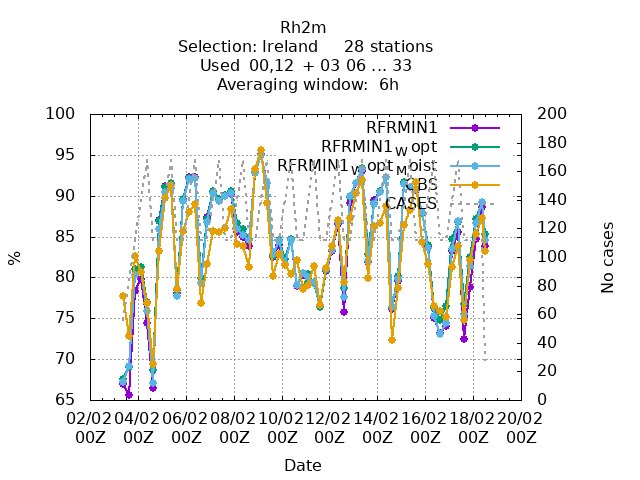 Rh2m
Selection: Ireland 28 stations
Used 00,12 + 03 06 ... 33
Averaging window: 6h
100
95
90
85
80
75
70
65
%
200
180
160
140
120
100
80
60
40
20
0
No cases
RFRMIN1
RFRMIN1Wopt
RFRMIN1WoptMoist
OBS
CASES
02/02 04/02 06/02 08/02 10/02 12/02 14/02 16/02 18/02 20/02
00Z 00Z 00Z 00Z 00Z 00Z 00Z 00Z 00Z 00Z
Date